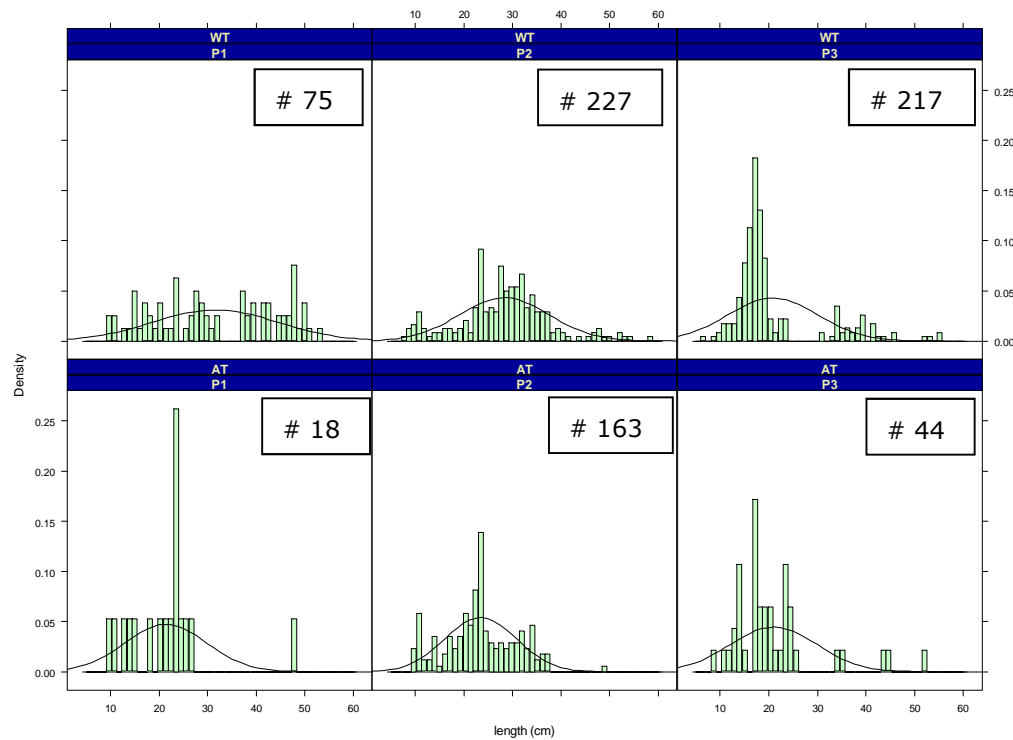 10 20 30 40 50 60
WT WT WT
P1 P2 P3
# 75 # 227 # 217
0.25
0.20
0.15
0.10
0.05
0.00
Density
AT AT AT
P1 P2 P3
# 18 # 163 # 44
0.25
0.20
0.15
0.10
0.05
0.00
10 20 30 40 50 60 10 20 30 40 50 60
length (cm)